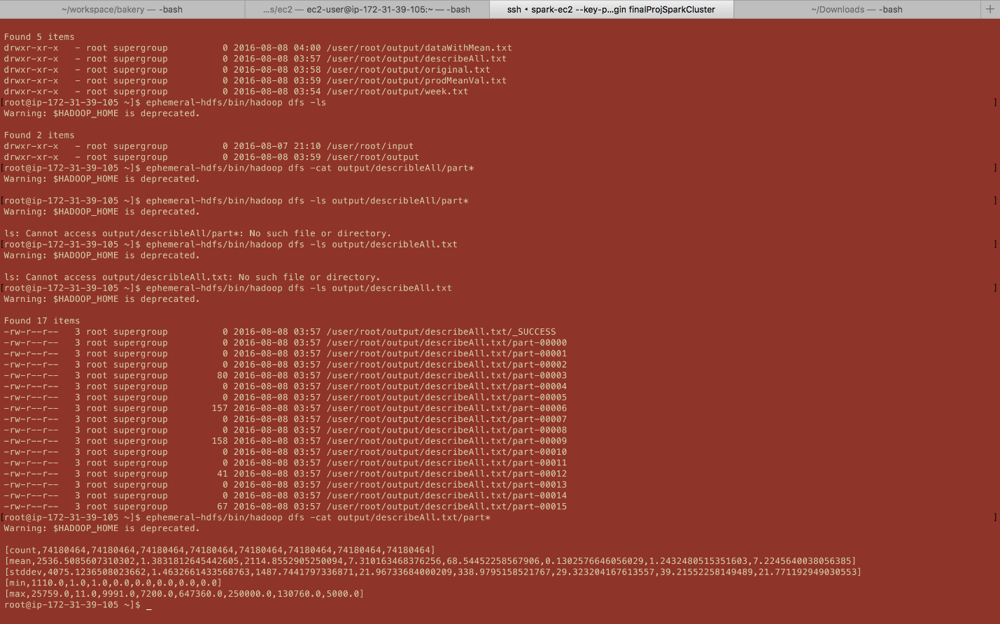 ~/workspace/bakery — -bash
...s/ec2 — ec2-user@ip-172-31-39-105:~ — -bash
ssh ‹ spark-ec2 --key-p...gin finalProjSparkCluster
~/Downloads — -bash
+
Found 5 items
drwxr-xr-x   - root supergroup          0 2016-08-08 04:00 /user/root/output/dataWithMean.txt
drwxr-xr-x   - root supergroup          0 2016-08-08 03:57 /user/root/output/describeAll.txt
drwxr-xr-x   - root supergroup          0 2016-08-08 03:58 /user/root/output/original.txt
drwxr-xr-x   - root supergroup          0 2016-08-08 03:59 /user/root/output/prodMeanVal.txt
drwxr-xr-x   - root supergroup          0 2016-08-08 03:54 /user/root/output/week.txt
[root@ip-172-31-39-105 ~]$ ephemeral-hdfs/bin/hadoop dfs -ls ]
Warning: $HADOOP_HOME is deprecated.
Found 2 items
drwxr-xr-x   - root supergroup          0 2016-08-07 21:10 /user/root/input
drwxr-xr-x   - root supergroup          0 2016-08-08 03:59 /user/root/output
[root@ip-172-31-39-105 ~]$ ephemeral-hdfs/bin/hadoop dfs -cat output/describleAll/part* ]
Warning: $HADOOP_HOME is deprecated.
[root@ip-172-31-39-105 ~]$ ephemeral-hdfs/bin/hadoop dfs -ls output/describleAll/part* ]
Warning: $HADOOP_HOME is deprecated.
ls: Cannot access output/describleAll/part*: No such file or directory.
[root@ip-172-31-39-105 ~]$ ephemeral-hdfs/bin/hadoop dfs -ls output/describleAll.txt ]
Warning: $HADOOP_HOME is deprecated.
ls: Cannot access output/describleAll.txt: No such file or directory.
[root@ip-172-31-39-105 ~]$ ephemeral-hdfs/bin/hadoop dfs -ls output/describeAll.txt ]
Warning: $HADOOP_HOME is deprecated.
Found 17 items
-rw-r--r--   3 root supergroup          0 2016-08-08 03:57 /user/root/output/describeAll.txt/_SUCCESS
-rw-r--r--   3 root supergroup          0 2016-08-08 03:57 /user/root/output/describeAll.txt/part-00000
-rw-r--r--   3 root supergroup          0 2016-08-08 03:57 /user/root/output/describeAll.txt/part-00001
-rw-r--r--   3 root supergroup          0 2016-08-08 03:57 /user/root/output/describeAll.txt/part-00002
-rw-r--r--   3 root supergroup         80 2016-08-08 03:57 /user/root/output/describeAll.txt/part-00003
-rw-r--r--   3 root supergroup          0 2016-08-08 03:57 /user/root/output/describeAll.txt/part-00004
-rw-r--r--   3 root supergroup          0 2016-08-08 03:57 /user/root/output/describeAll.txt/part-00005
-rw-r--r--   3 root supergroup        157 2016-08-08 03:57 /user/root/output/describeAll.txt/part-00006
-rw-r--r--   3 root supergroup          0 2016-08-08 03:57 /user/root/output/describeAll.txt/part-00007
-rw-r--r--   3 root supergroup          0 2016-08-08 03:57 /user/root/output/describeAll.txt/part-00008
-rw-r--r--   3 root supergroup        158 2016-08-08 03:57 /user/root/output/describeAll.txt/part-00009
-rw-r--r--   3 root supergroup          0 2016-08-08 03:57 /user/root/output/describeAll.txt/part-00010
-rw-r--r--   3 root supergroup          0 2016-08-08 03:57 /user/root/output/describeAll.txt/part-00011
-rw-r--r--   3 root supergroup         41 2016-08-08 03:57 /user/root/output/describeAll.txt/part-00012
-rw-r--r--   3 root supergroup          0 2016-08-08 03:57 /user/root/output/describeAll.txt/part-00013
-rw-r--r--   3 root supergroup          0 2016-08-08 03:57 /user/root/output/describeAll.txt/part-00014
-rw-r--r--   3 root supergroup         67 2016-08-08 03:57 /user/root/output/describeAll.txt/part-00015
[root@ip-172-31-39-105 ~]$ ephemeral-hdfs/bin/hadoop dfs -cat output/describeAll.txt/part* ]
Warning: $HADOOP_HOME is deprecated.
[count,74180464,74180464,74180464,74180464,74180464,74180464,74180464,74180464]
[mean,2536.5085607310302,1.3831812645442605,2114.8552905250094,7.310163468376256,68.54452258567906,0.1302576646056029,1.2432480515351603,7.2245640038056385]
[stddev,4075.1236508023662,1.4632661433568763,1487.7441797336871,21.96733684000209,338.9795158521767,29.323204167613557,39.21552258149489,21.771192949030553]
[min,1110.0,1.0,1.0,0.0,0.0,0.0,0.0,0.0]
[max,25759.0,11.0,9991.0,7200.0,647360.0,250000.0,130760.0,5000.0]
root@ip-172-31-39-105 ~]$ _